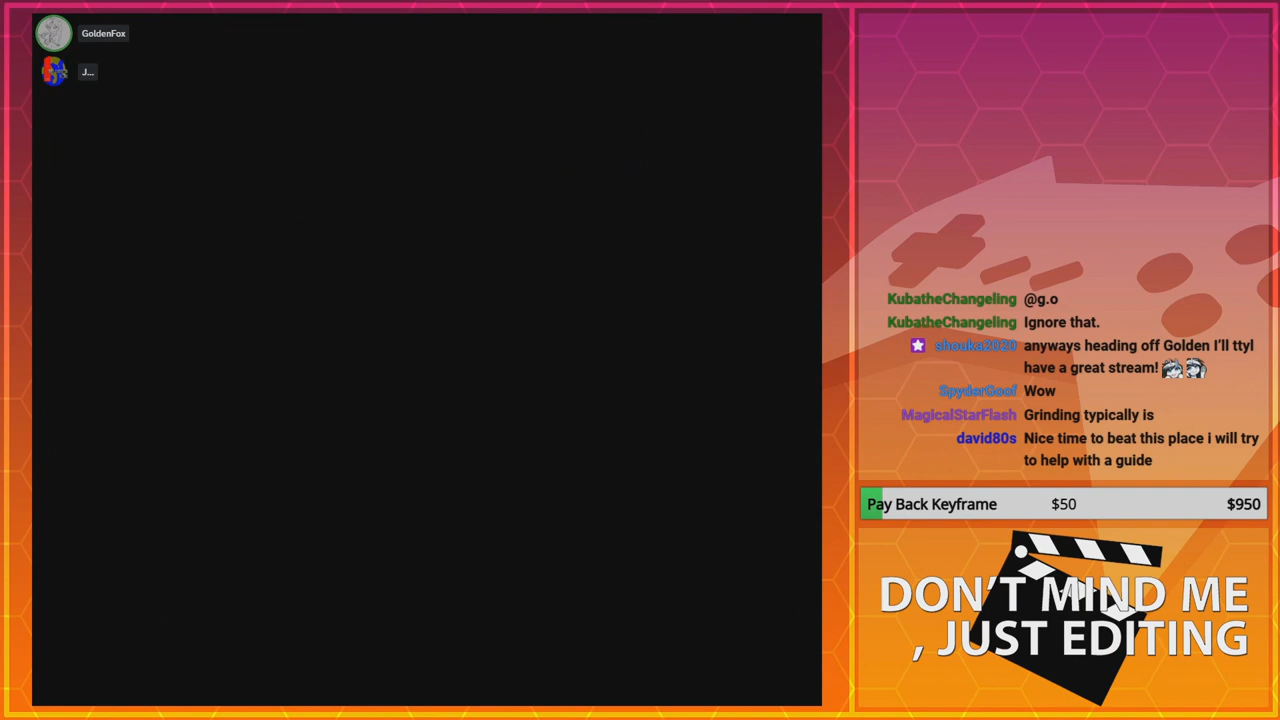 GoldenFox
J...
KubatheChangeling @g.o
KubatheChangeling Ignore that.
shouka2020 anyways heading off Golden I'll ttyl
have a great stream!
SpyderGoof Wow
MagicalStarFlash Grinding typically is
david80s Nice time to beat this place i will try
to help with a guide
Pay Back Keyframe $50 $950
DON'T MIND ME
, JUST EDITING